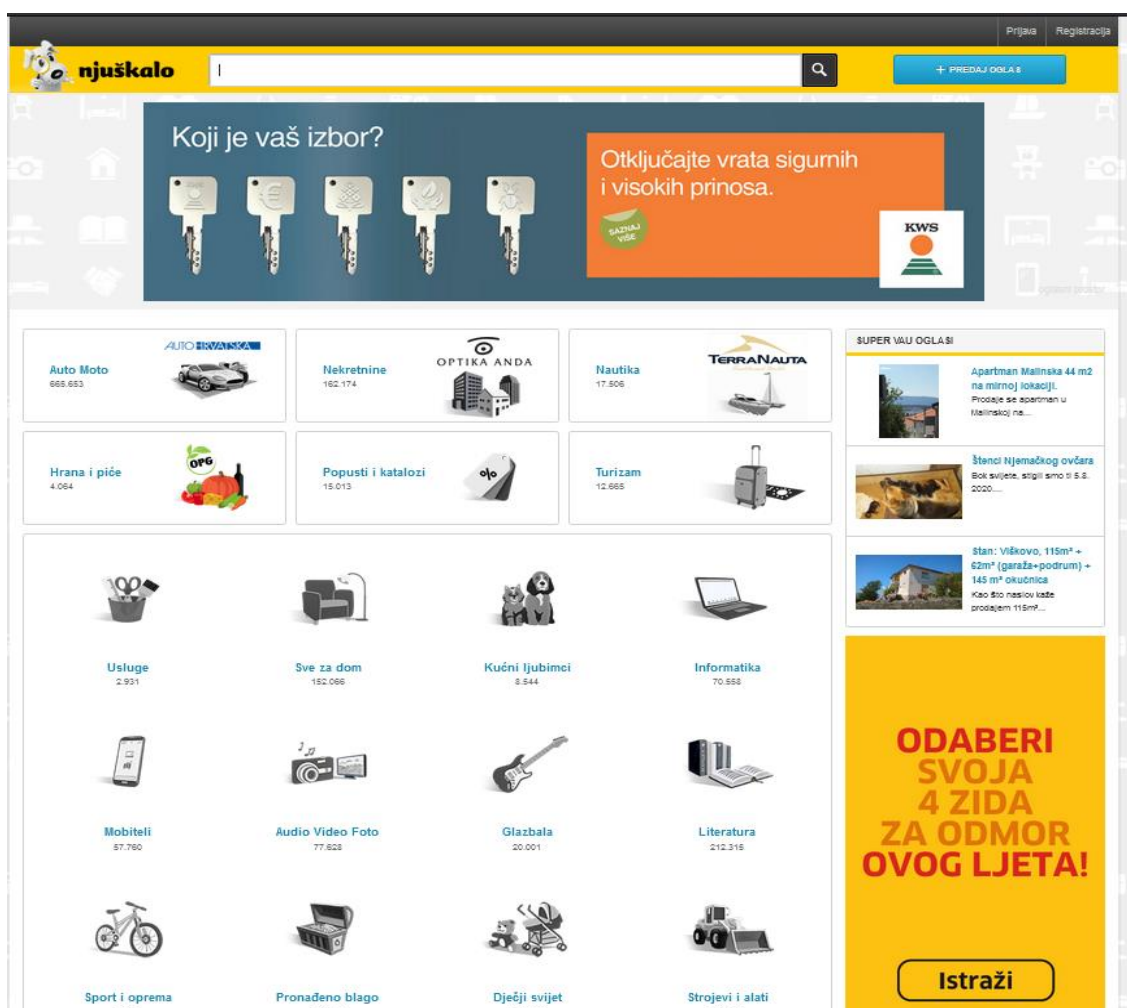 Prijava Registracija
njuškalo
+ PREDAJ OGLAS
Koji je vaš izbor?
Otključajte vrata sigurnih
i visokih prinosa.
SAZNAJ
VIŠE
KWS
oglasni prostor
AUTO HRVATSKA
Auto Moto
665.653
OPTIKA ANDA
Nekretnine
162.174
TERRANAUTA
Nautika
17.506
Hrana i piće
4.064
OPG
Popusti i katalozi
15.013
%
Turizam
12.665
SUPER VAU OGLASI
Apartman Malinska 44 m2
na mirnoj lokaciji.
Prodaje se apartman u
Malinskoj na...
Štenci Njemačkog ovčara
Bok svijete, stigli smo ti 5.8.
2020....
Stan: Viškovo, 115m² +
62m² (garaža+podrum) +
145 m² okućnica
Kao što naslov kaže
prodajem 115m²...
Usluge
2.931
Sve za dom
152.066
Kućni ljubimci
8.544
Informatika
70.558
Mobiteli
57.760
Audio Video Foto
77.628
Glazbala
20.001
Literatura
212.315
Sport i oprema
Pronađeno blago
Dječji svijet
Strojevi i alati
ODABERI
SVOJA
4 ZIDA
ZA ODMOR
OVOG LJETA!
Istraži